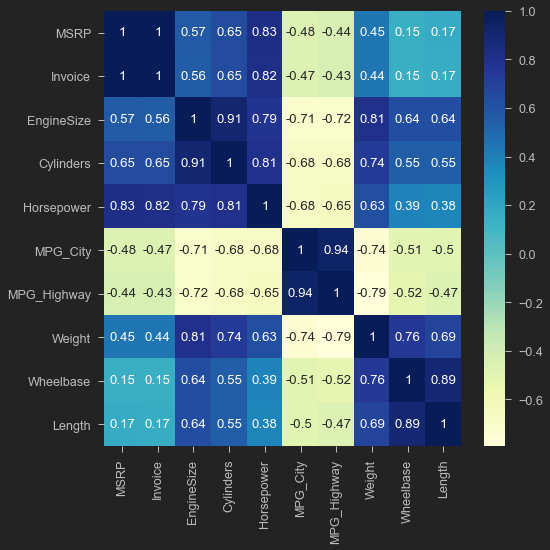 MSRP 1 1 0.57 0.65 0.83 -0.48 -0.44 0.45 0.15 0.17
Invoice 1 1 0.56 0.65 0.82 -0.47 -0.43 0.44 0.15 0.17
EngineSize 0.57 0.56 1 0.91 0.79 -0.71 -0.72 0.81 0.64 0.64
Cylinders 0.65 0.65 0.91 1 0.81 -0.68 -0.68 0.74 0.55 0.55
Horsepower 0.83 0.82 0.79 0.81 1 -0.68 -0.65 0.63 0.39 0.38
MPG_City -0.48 -0.47 -0.71 -0.68 -0.68 1 0.94 -0.74 -0.51 -0.5
MPG_Highway -0.44 -0.43 -0.72 -0.68 -0.65 0.94 1 -0.79 -0.52 -0.47
Weight 0.45 0.44 0.81 0.74 0.63 -0.74 -0.79 1 0.76 0.69
Wheelbase 0.15 0.15 0.64 0.55 0.39 -0.51 -0.52 0.76 1 0.89
Length 0.17 0.17 0.64 0.55 0.38 -0.5 -0.47 0.69 0.89 1
MSRP
Invoice
EngineSize
Cylinders
Horsepower
MPG_City
MPG_Highway
Weight
Wheelbase
Length
1.0
0.8
0.6
0.4
0.2
0.0
−0.2
−0.4
−0.6